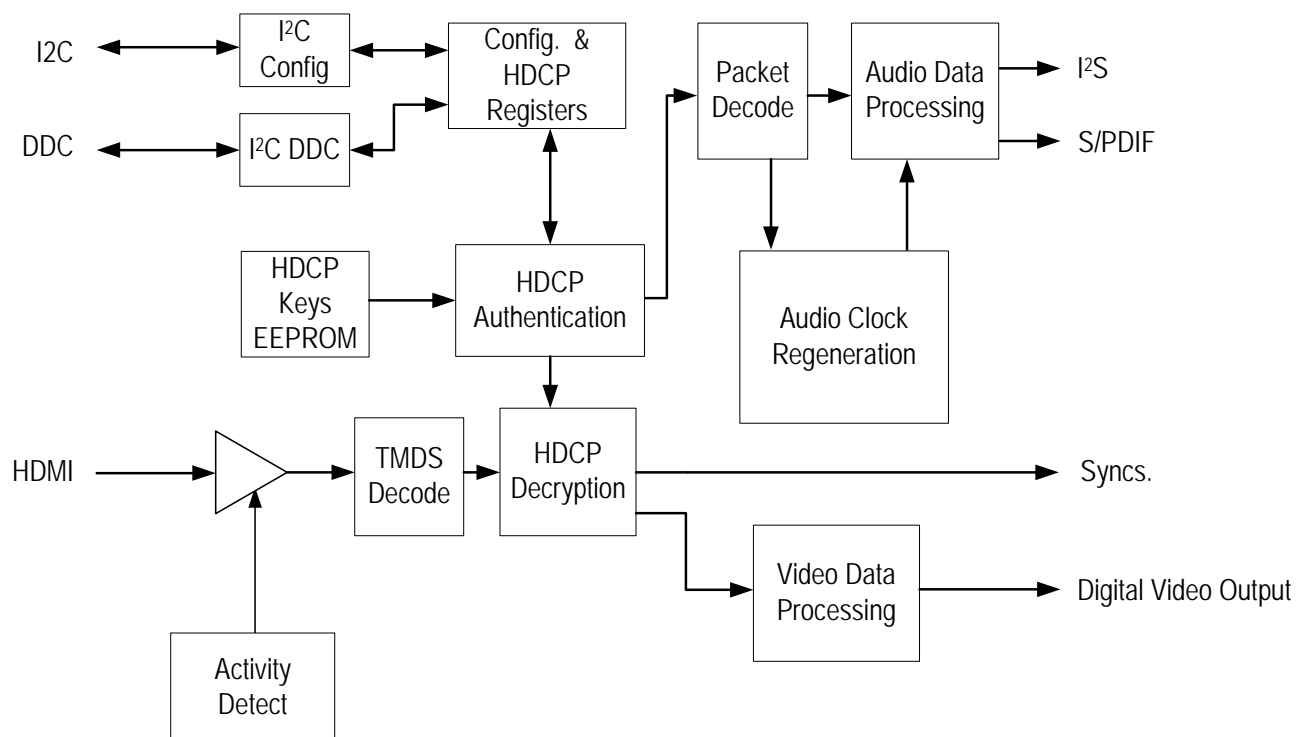 I2C
I²C
Config
Config. &
HDCP
Registers
Packet
Decode
Audio Data
Processing
I²S
DDC
I²C DDC
S/PDIF
HDCP
Keys
EEPROM
HDCP
Authentication
Audio Clock
Regeneration
HDMI
TMDS
Decode
HDCP
Decryption
Syncs.
Video Data
Processing
Digital Video Output
Activity
Detect